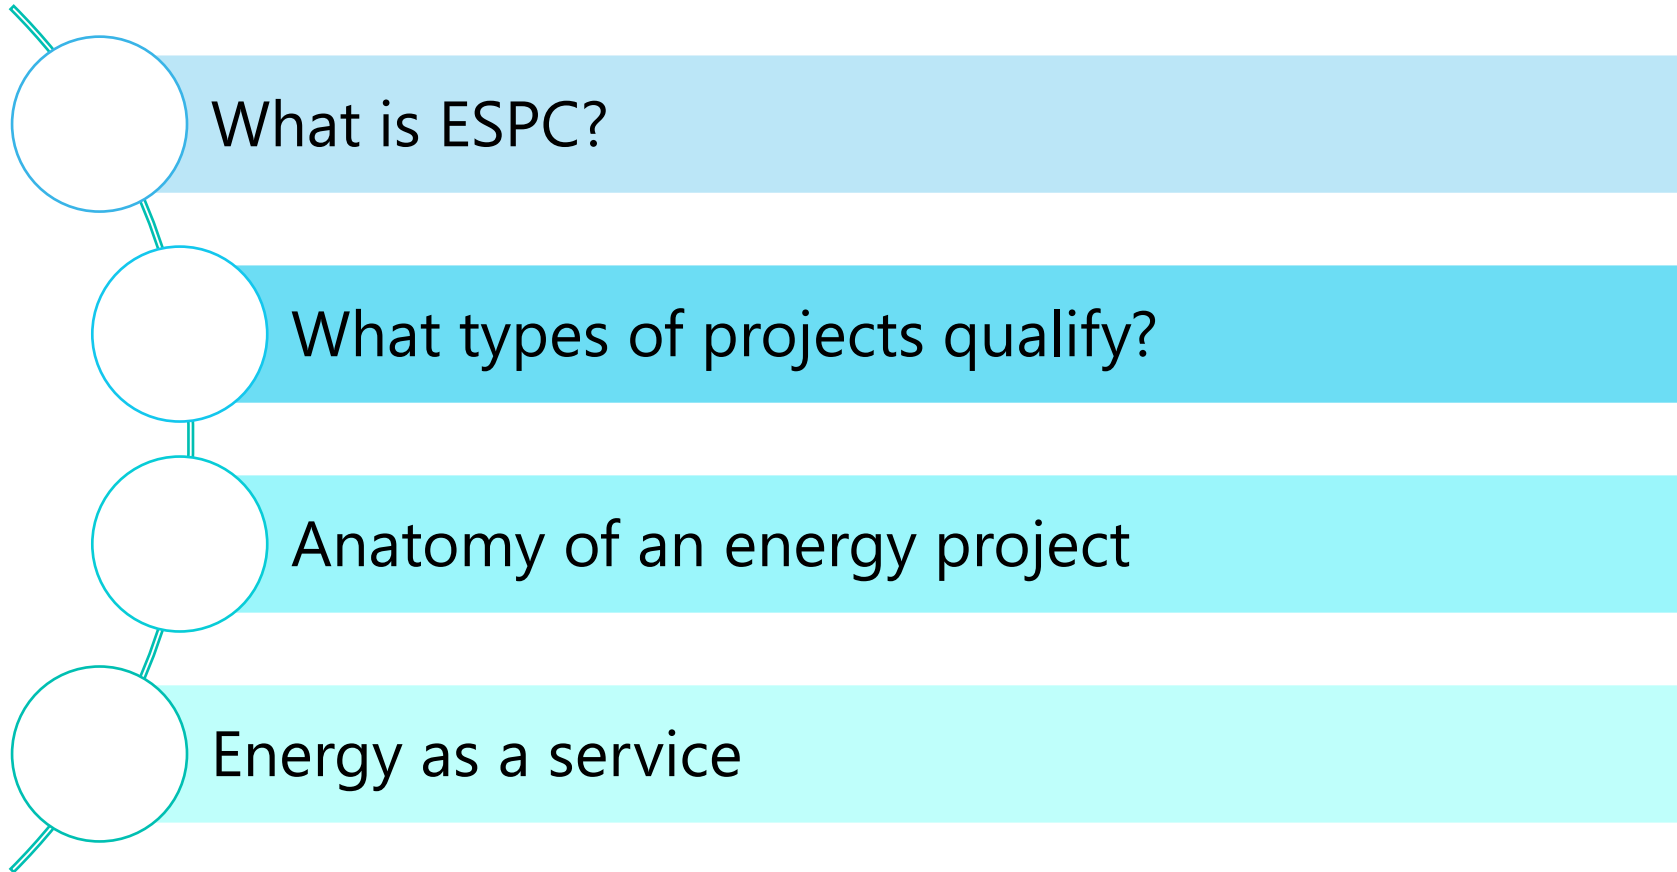 What is ESPC?
What types of projects qualify?
Anatomy of an energy project
Energy as a service